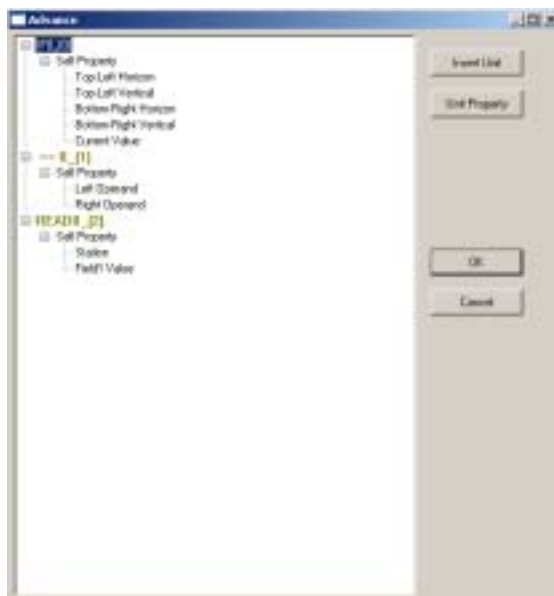 Advance
Self Property
Top-Left Horizon
Top-Left Vertical
Bottom-Right Horizon
Bottom-Right Vertical
Current Value
Self Property
Left Operand
Right Operand
Self Property
Station
Field1 Value
Insert Unit
Unit Property
OK
Cancel